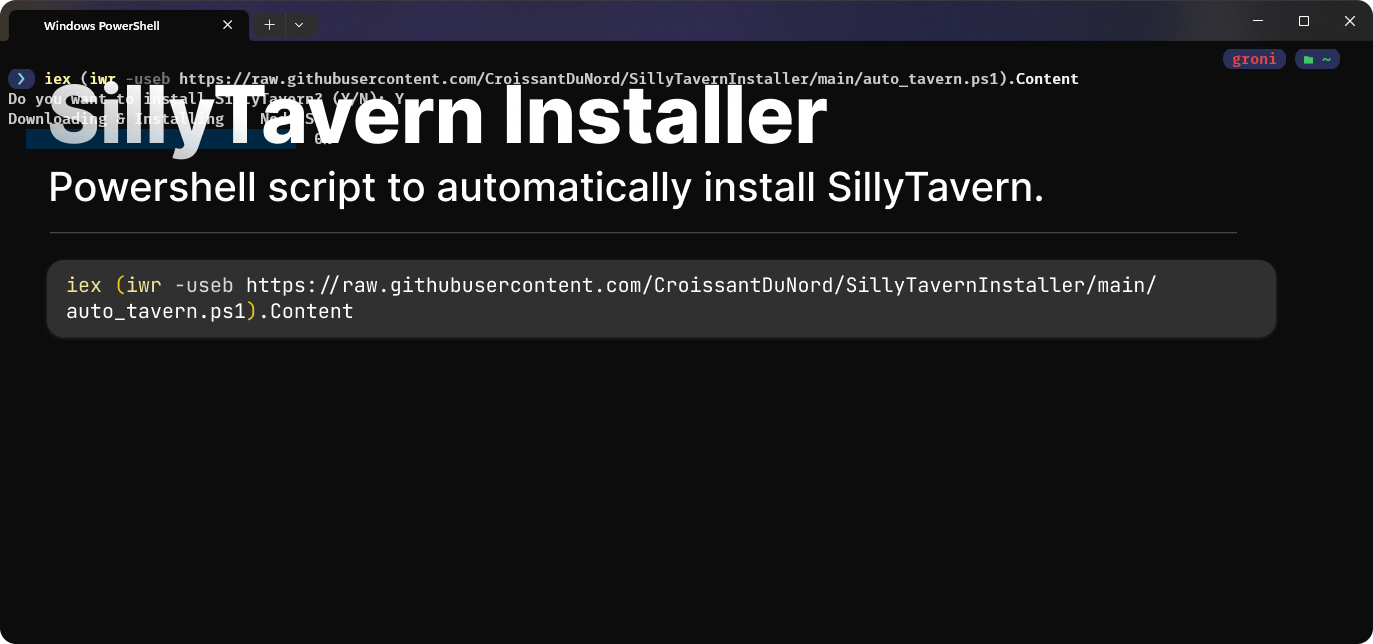 Windows PowerShell
groni ~
❯ iex (iwr -useb https://raw.githubusercontent.com/CroissantDuNord/SillyTavernInstaller/main/auto_tavern.ps1).Content
Do you want to install SillyTavern? (Y/N): Y
Downloading & Installing NodeJS
SillyTavern Installer
Powershell script to automatically install SillyTavern.
iex (iwr -useb https://raw.githubusercontent.com/CroissantDuNord/SillyTavernInstaller/main/
auto_tavern.ps1).Content